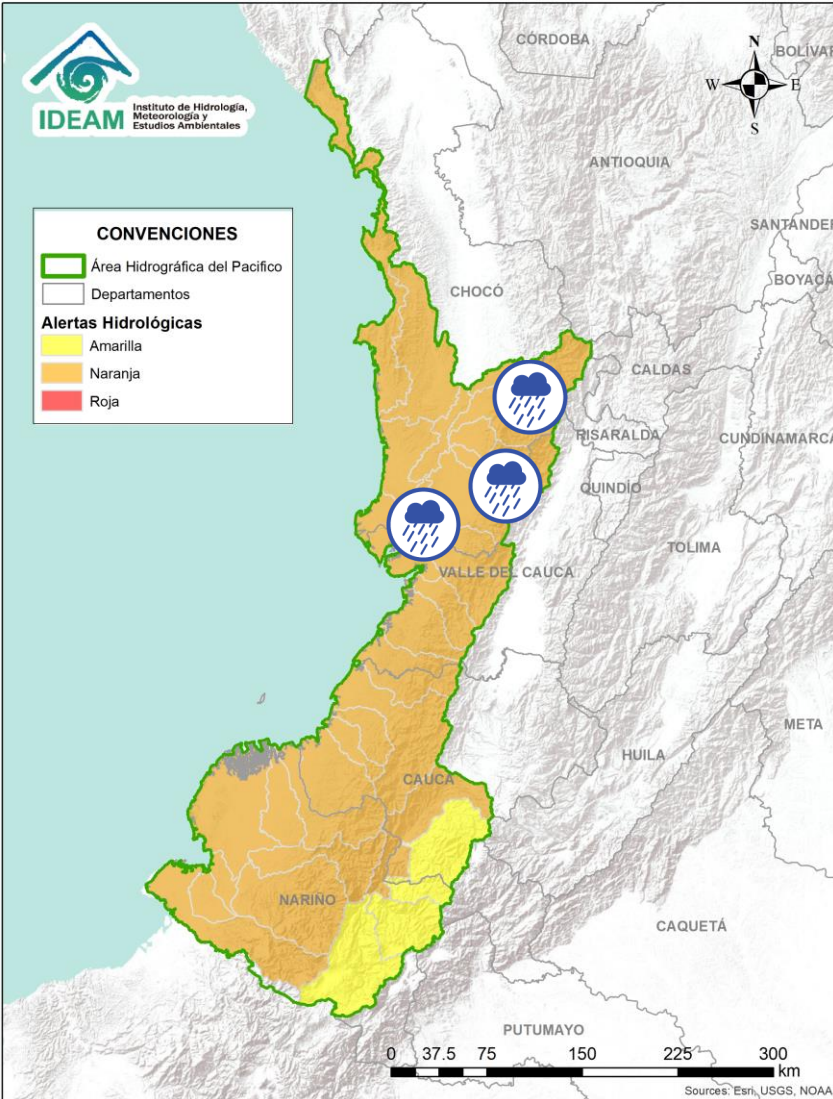 IDEAM
Instituto de Hidrología,
Meteorología y
Estudios Ambientales
CÓRDOBA
BOLÍVAR
N
W
E
S
ANTIOQUIA
CONVENCIONES
Área Hidrográfica del Pacifico
Departamentos
Alertas Hidrológicas
Amarilla
Naranja
Roja
SANTANDER
BOYACÁ
CHOCÓ
CALDAS
RISARALDA
CUNDINAMARCA
QUINDÍO
TOLIMA
VALLE DEL CAUCA
META
HUILA
CAUCA
NARIÑO
CAQUETÁ
PUTUMAYO
0 37.5 75 150 225 300
km
Sources: Esri, USGS, NOAA